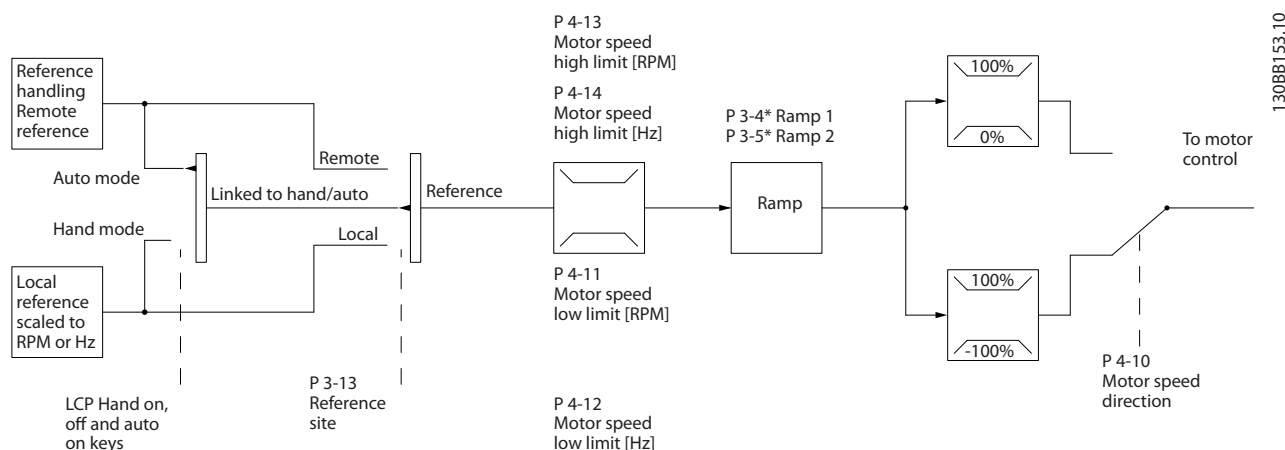 Reference
handling
Remote
reference
Auto mode
Hand mode
Local
reference
scaled to
RPM or Hz
LCP Hand on,
off and auto
on keys
Linked to hand/auto
Remote
Local
P 3-13
Reference
site
Reference
P 4-13
Motor speed
high limit [RPM]
P 4-14
Motor speed
high limit [Hz]
P 4-11
Motor speed
low limit [RPM]
P 4-12
Motor speed
low limit [Hz]
P 3-4* Ramp 1
P 3-5* Ramp 2
Ramp
100%
0%
100%
-100%
To motor
control
P 4-10
Motor speed
direction
130BB153.10